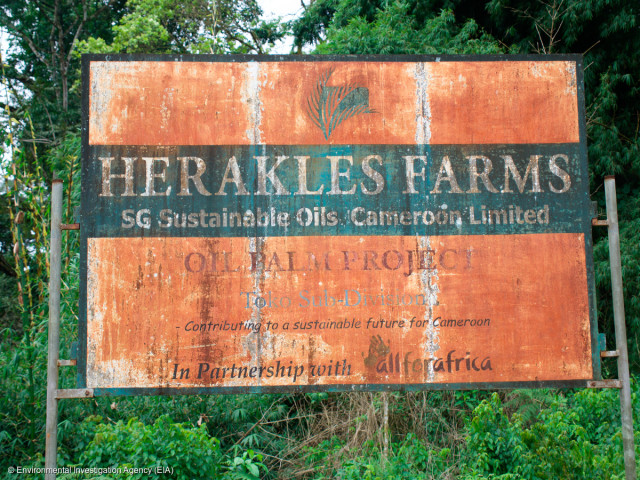 HERAKLES FARMS
SG Sustainable Oils, Cameroon Limited
OIL PALM PROJECT
Toko Sub-Division
- Contributing to a sustainable future for Cameroon
In Partnership with allforafrica
© Environmental Investigation Agency (EIA)